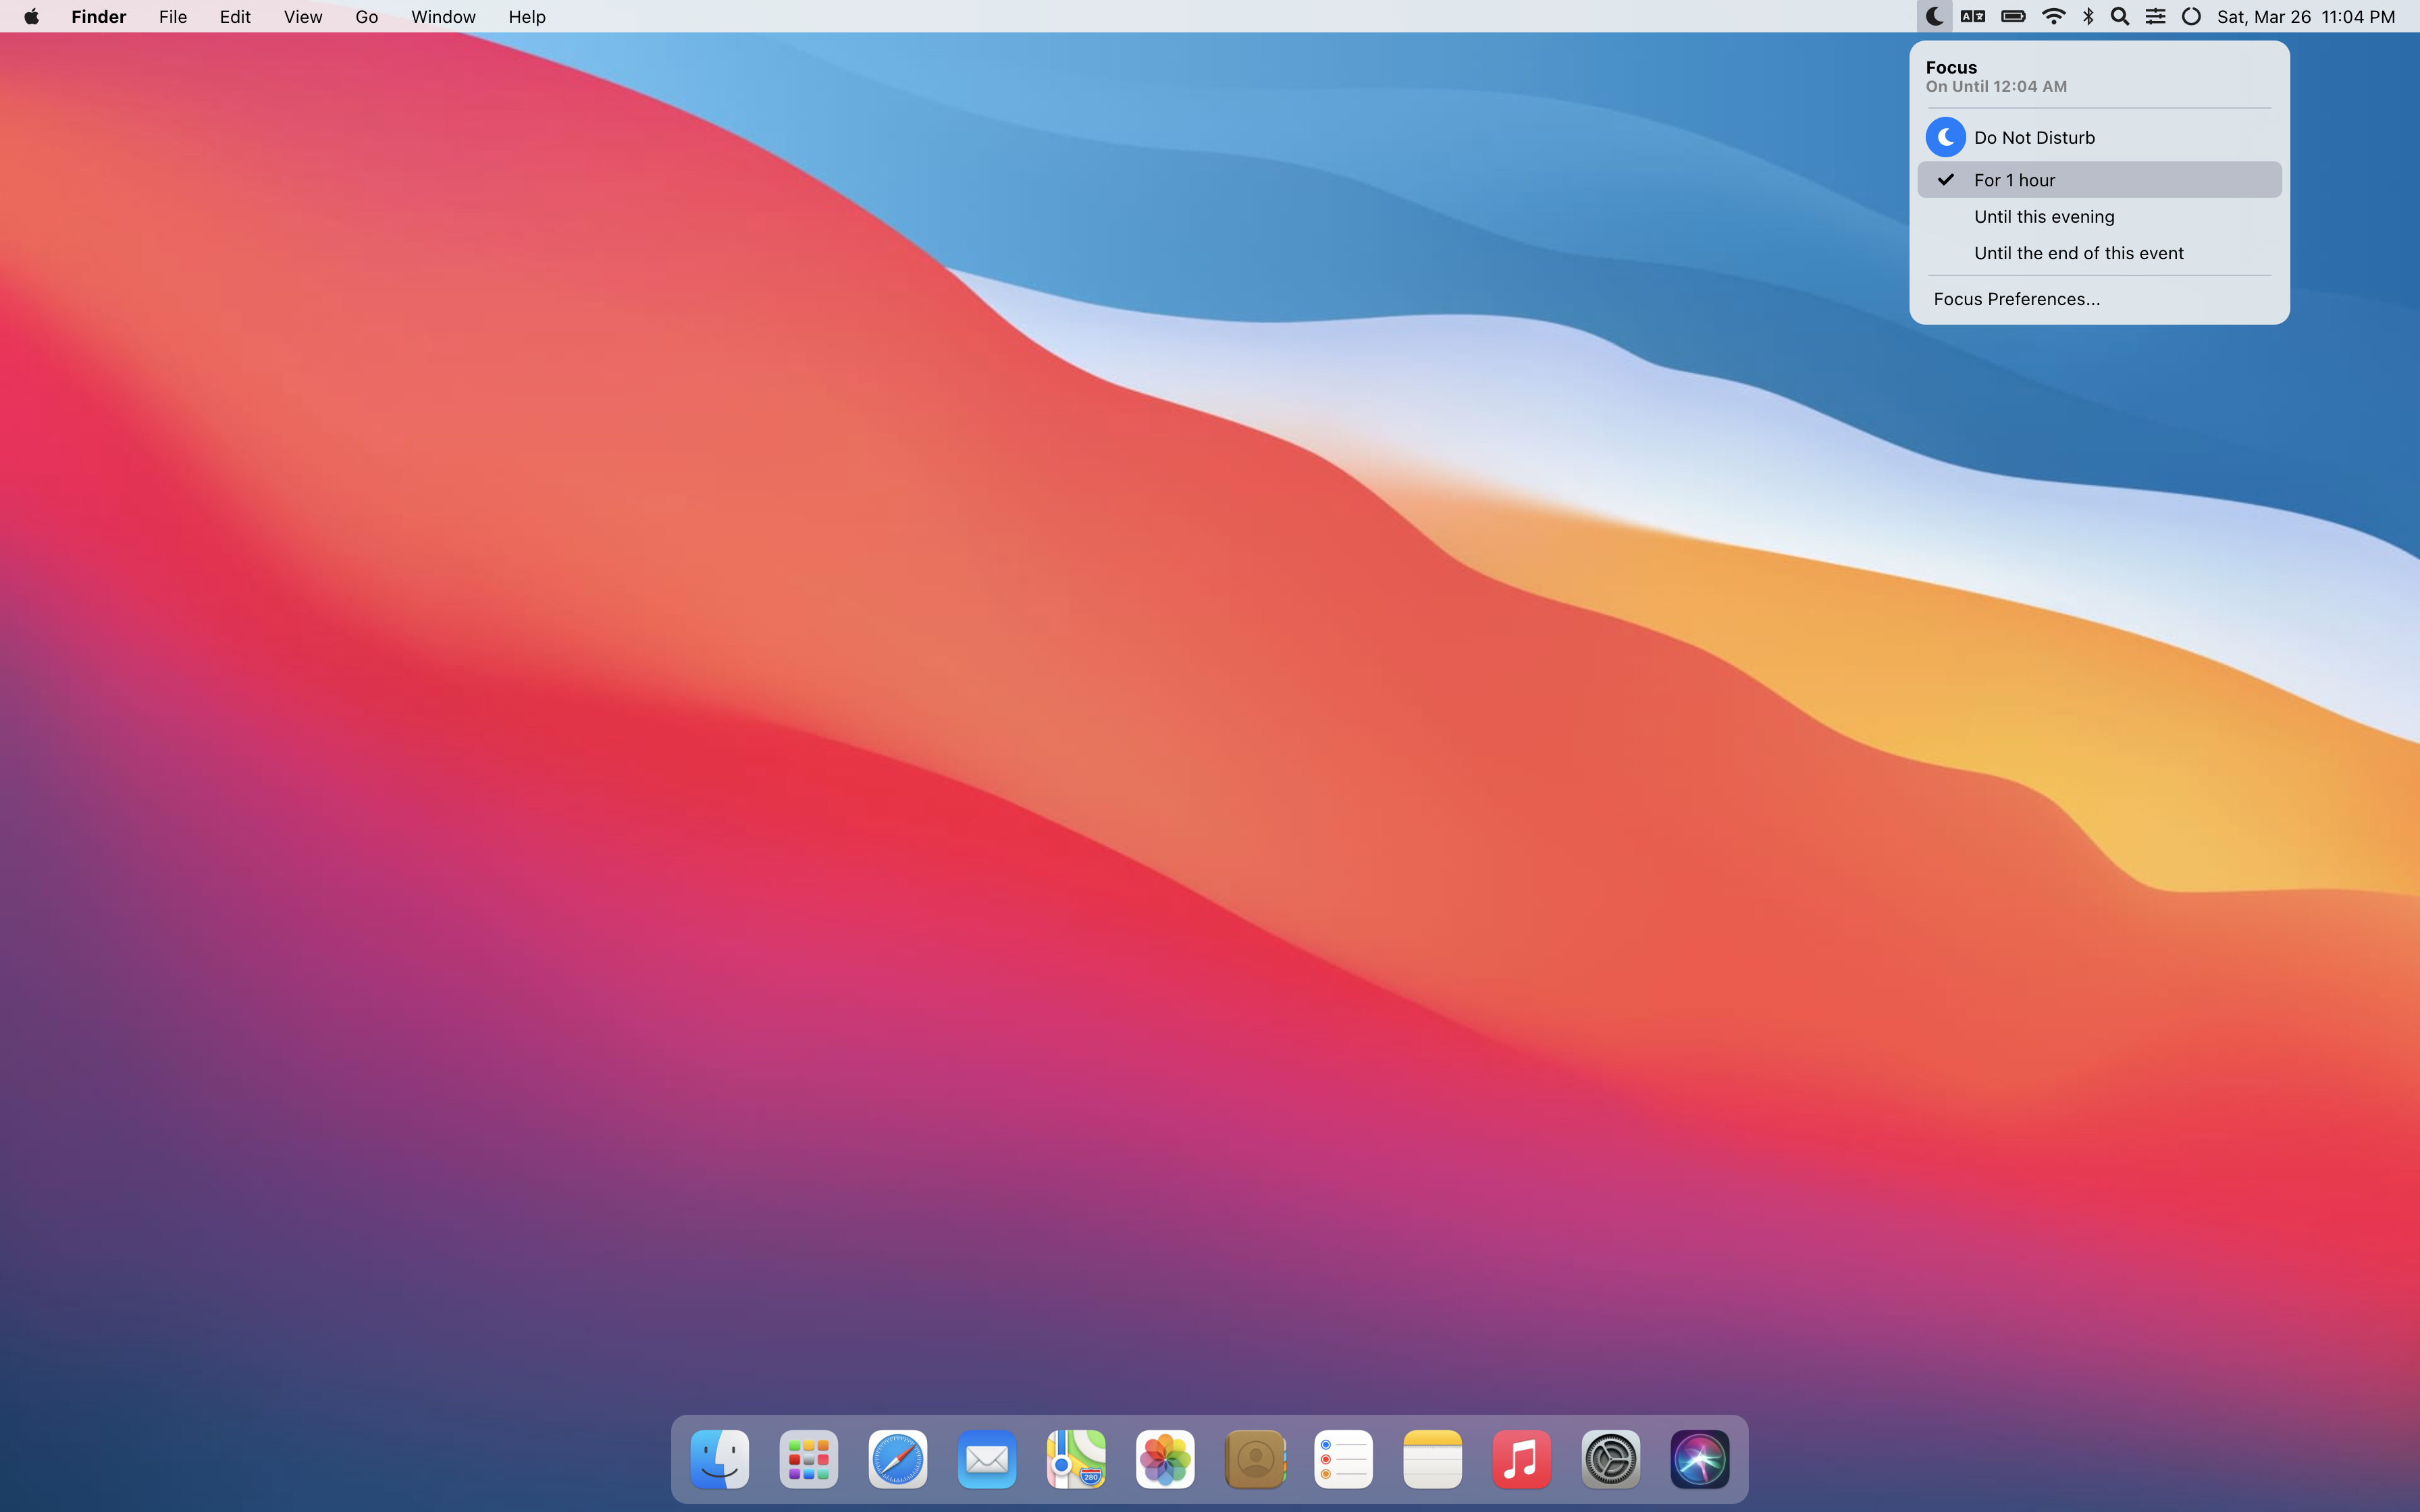 Finder File Edit View Go Window Help A Sat, Mar 26 11:04 PM
Focus
On Until 12:04 AM
Do Not Disturb
For 1 hour
Until this evening
Until the end of this event
Focus Preferences...
280